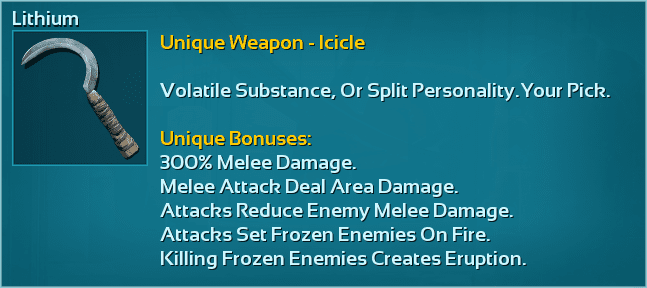 Lithium
Unique Weapon - Icicle
Volatile Substance, Or Split Personality. Your Pick.
Unique Bonuses:
300% Melee Damage.
Melee Attack Deal Area Damage.
Attacks Reduce Enemy Melee Damage.
Attacks Set Frozen Enemies On Fire.
Killing Frozen Enemies Creates Eruption.